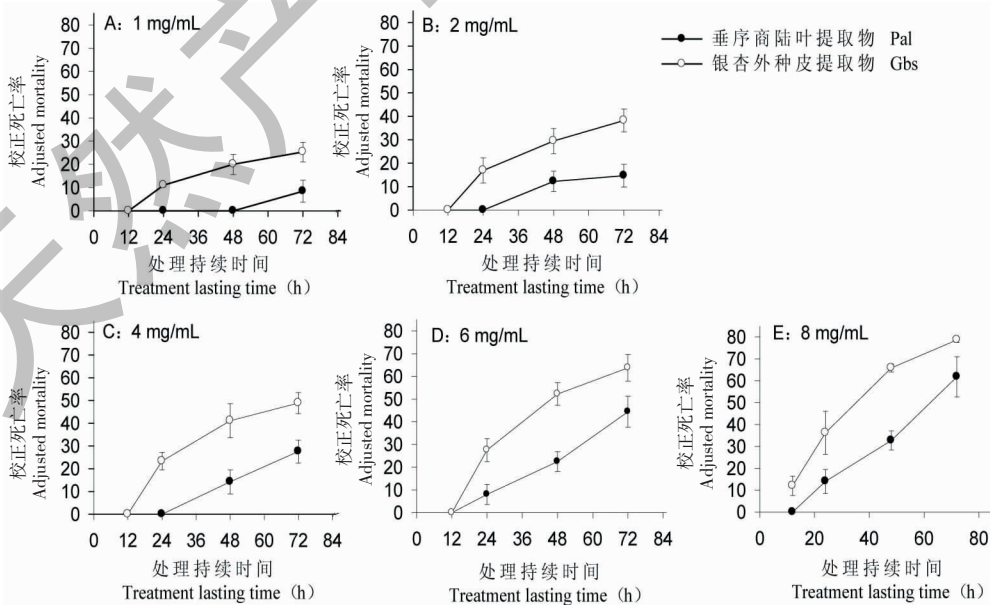 A: 1 mg/mL
校正死亡率
Adjusted mortality
80
70
60
50
40
30
20
10
0
0 12 24 36 48 60 72 84
处理持续时间
Treatment lasting time (h)
B: 2 mg/mL
校正死亡率
Adjusted mortality
80
70
60
50
40
30
20
10
0
0 12 24 36 48 60 72 84
处理持续时间
Treatment lasting time (h)
垂序商陆叶提取物 Pal
银杏外种皮提取物 Gbs
C: 4 mg/mL
校正死亡率
Adjusted mortality
80
70
60
50
40
30
20
10
0
0 12 24 36 48 60 72 84
处理持续时间
Treatment lasting time (h)
D: 6 mg/mL
校正死亡率
Adjusted mortality
80
70
60
50
40
30
20
10
0
0 12 24 36 48 60 72 84
处理持续时间
Treatment lasting time (h)
E: 8 mg/mL
校正死亡率
Adjusted mortality
80
70
60
50
40
30
20
10
0
0 20 40 60 80
处理持续时间
Treatment lasting time (h)
天然产